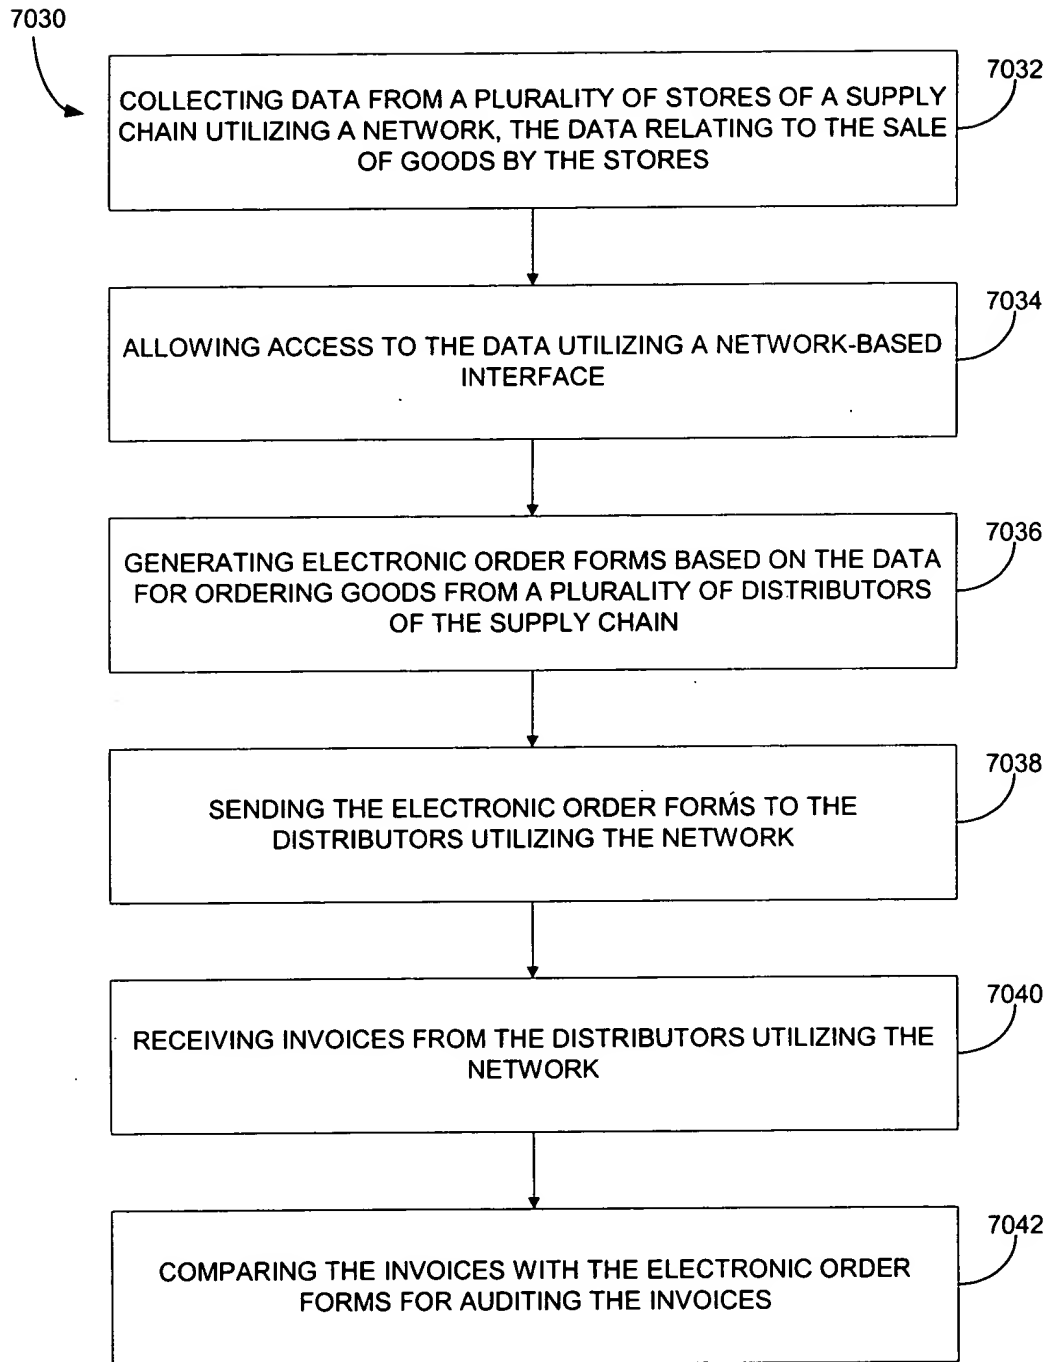 7030
7032
COLLECTING DATA FROM A PLURALITY OF STORES OF A SUPPLY
CHAIN UTILIZING A NETWORK, THE DATA RELATING TO THE SALE
OF GOODS BY THE STORES
7034
ALLOWING ACCESS TO THE DATA UTILIZING A NETWORK-BASED
INTERFACE
7036
GENERATING ELECTRONIC ORDER FORMS BASED ON THE DATA
FOR ORDERING GOODS FROM A PLURALITY OF DISTRIBUTORS
OF THE SUPPLY CHAIN
7038
SENDING THE ELECTRONIC ORDER FORMS TO THE
DISTRIBUTORS UTILIZING THE NETWORK
7040
RECEIVING INVOICES FROM THE DISTRIBUTORS UTILIZING THE
NETWORK
7042
COMPARING THE INVOICES WITH THE ELECTRONIC ORDER
FORMS FOR AUDITING THE INVOICES